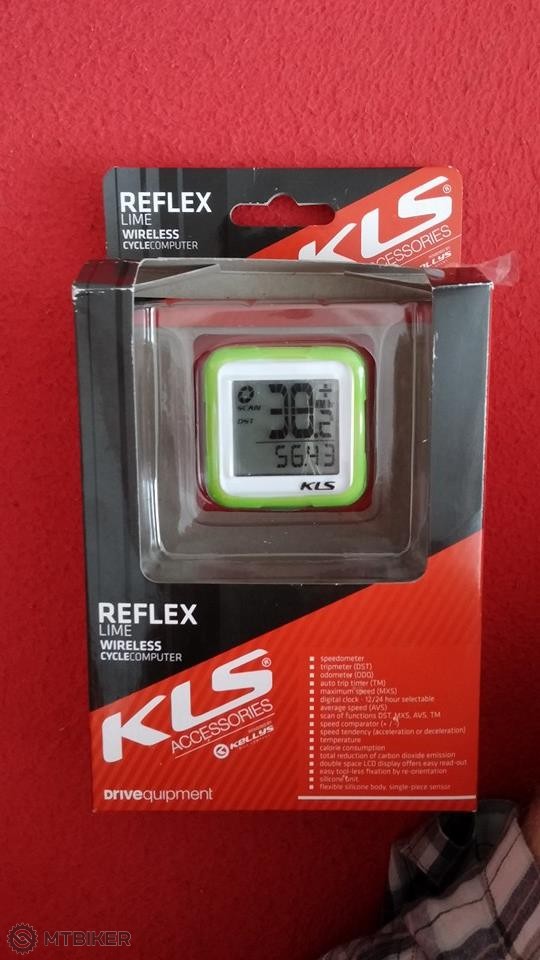 REFLEX
LIME
WIRELESS
CYCLECOMPUTER
KLS®
ACCESSORIES
KELLYS
SCAN
DST
38.2
56.43
KLS
REFLEX
LIME
WIRELESS
CYCLECOMPUTER
KLS®
ACCESSORIES
KELLYS
DRIVEquipment
speedometer
tripmeter (DST)
odometer (ODO)
auto trip timer (TM)
maximum speed (MXS)
digital clock - 12/24 hour selectable
average speed (AVS)
scan of functions DST, MXS, AVS, TM
speed comparator (+ / -)
speed tendency (acceleration or deceleration)
temperature
calorie consumption
total reduction of carbon dioxide emission
double space LCD display offers easy read-out
easy tool-less fixation by re-orientation
silicone unit
flexible silicone body, single-piece sensor
MTBIKER